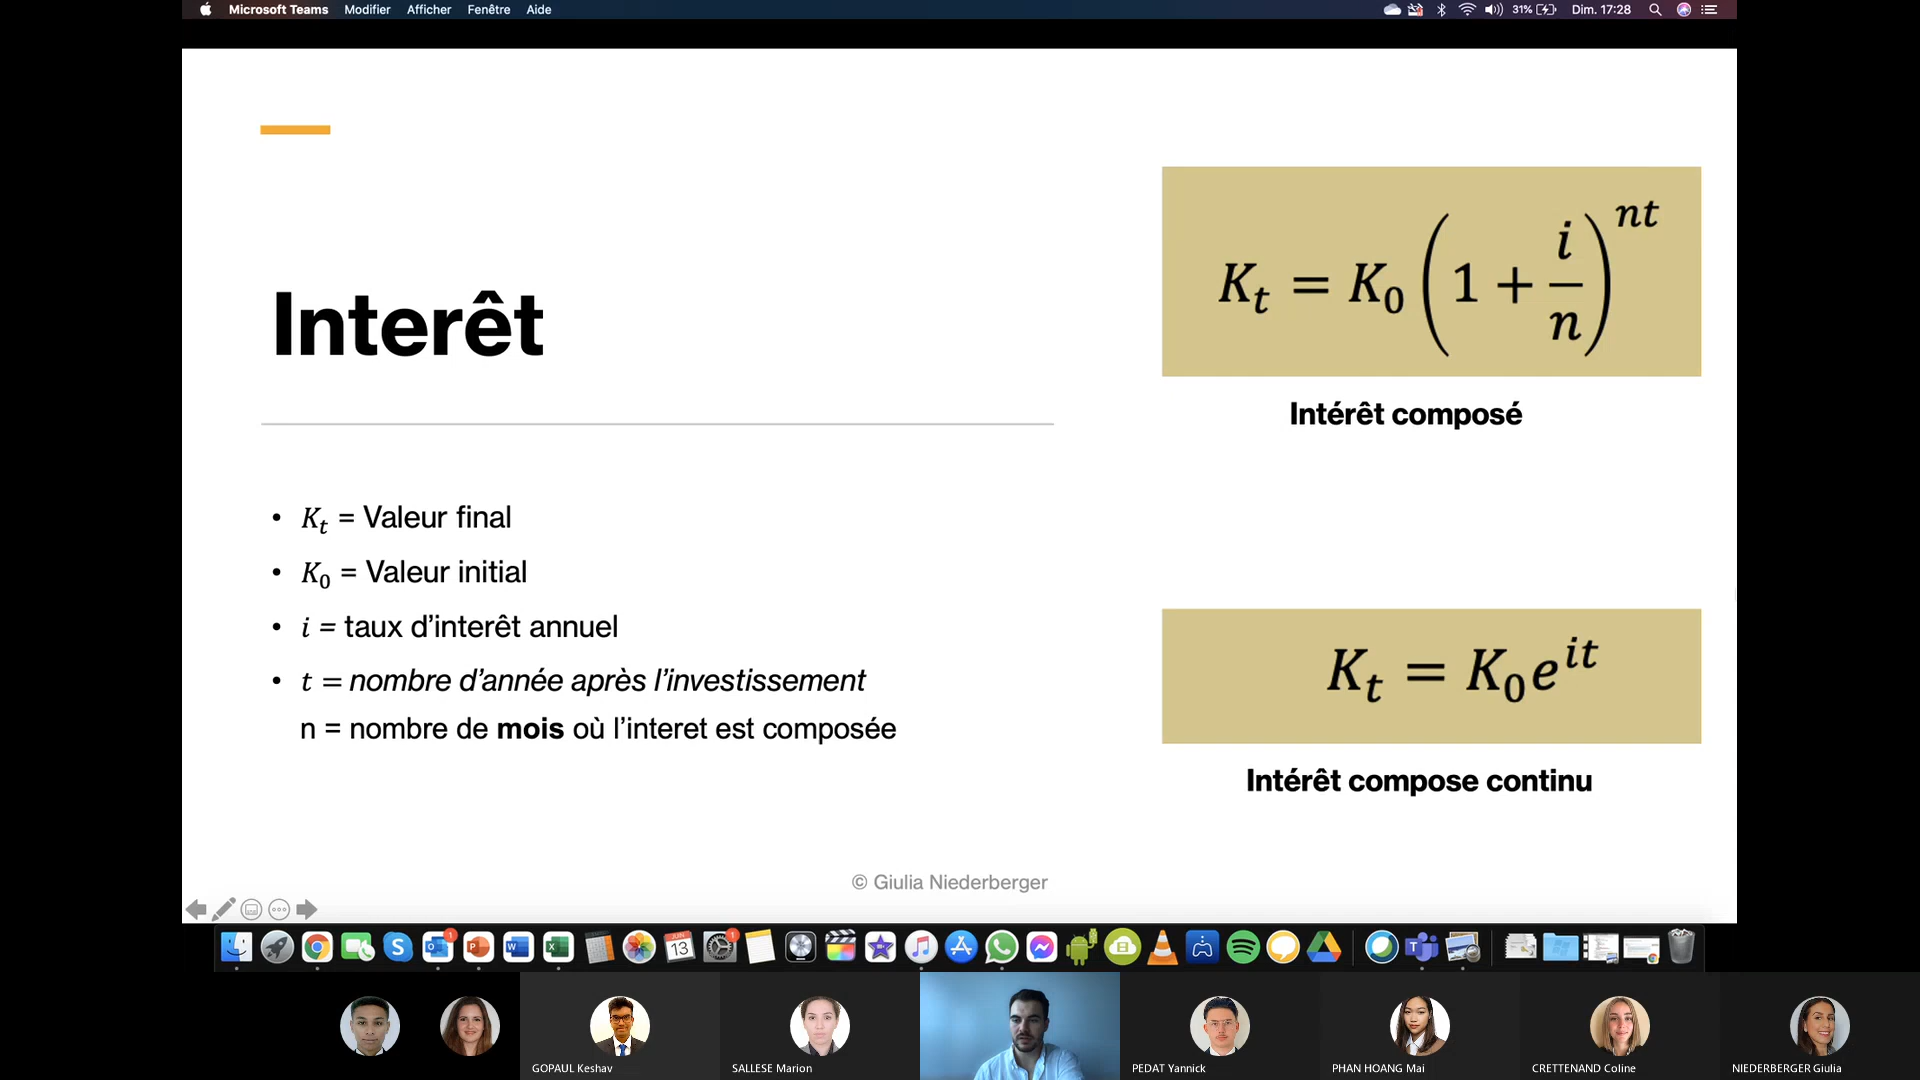 Microsoft Teams Modifier Afficher Fenêtre Aide 31% Dim. 17:28
Interêt
K_t = K_0 (1 + i/n)^{nt}
Intérêt composé
• K_t = Valeur final
• K_0 = Valeur initial
• i = taux d’interêt annuel
• t = nombre d’année après l’investissement
n = nombre de mois où l’interet est composée
K_t = K_0 e^{it}
Intérêt compose continu
© Giulia Niederberger
JUIN
13
GOPAUL Keshav SALLESE Marion PEDAT Yannick PHAN HOANG Mai CRETTENAND Coline NIEDERBERGER Giulia